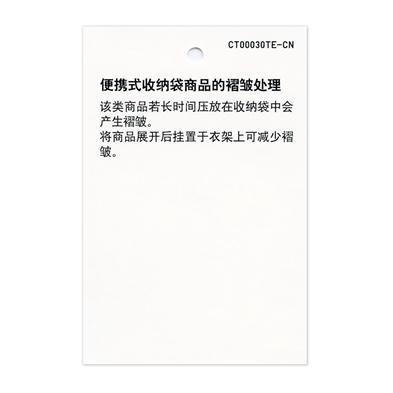 CT00030TE-CN
便携式收纳袋商品的褶皱处理
该类商品若长时间压放在收纳袋中会
产生褶皱。
将商品展开后挂置于衣架上可减少褶
皱。